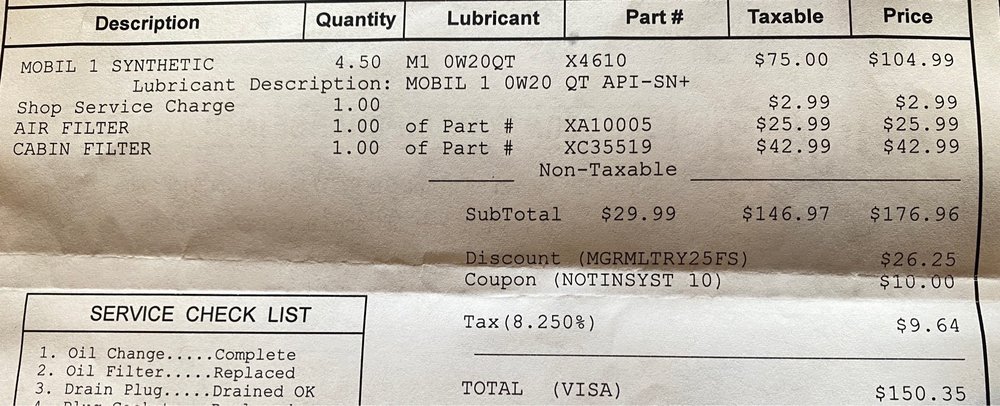 Description Quantity Lubricant Part # Taxable Price
MOBIL 1 SYNTHETIC 4.50 M1 0W20QT X4610 $75.00 $104.99
Lubricant Description: MOBIL 1 0W20 QT API-SN+
Shop Service Charge 1.00 $2.99 $2.99
AIR FILTER 1.00 of Part # XA10005 $25.99 $25.99
CABIN FILTER 1.00 of Part # XC35519 $42.99 $42.99
Non-Taxable
SubTotal $29.99 $146.97 $176.96
Discount (MGRMLTRY25FS) $26.25
Coupon (NOTINSYST 10) $10.00
Tax(8.250%) $9.64
TOTAL (VISA) $150.35
SERVICE CHECK LIST
1. Oil Change.....Complete
2. Oil Filter.....Replaced
3. Drain Plug.....Drained OK